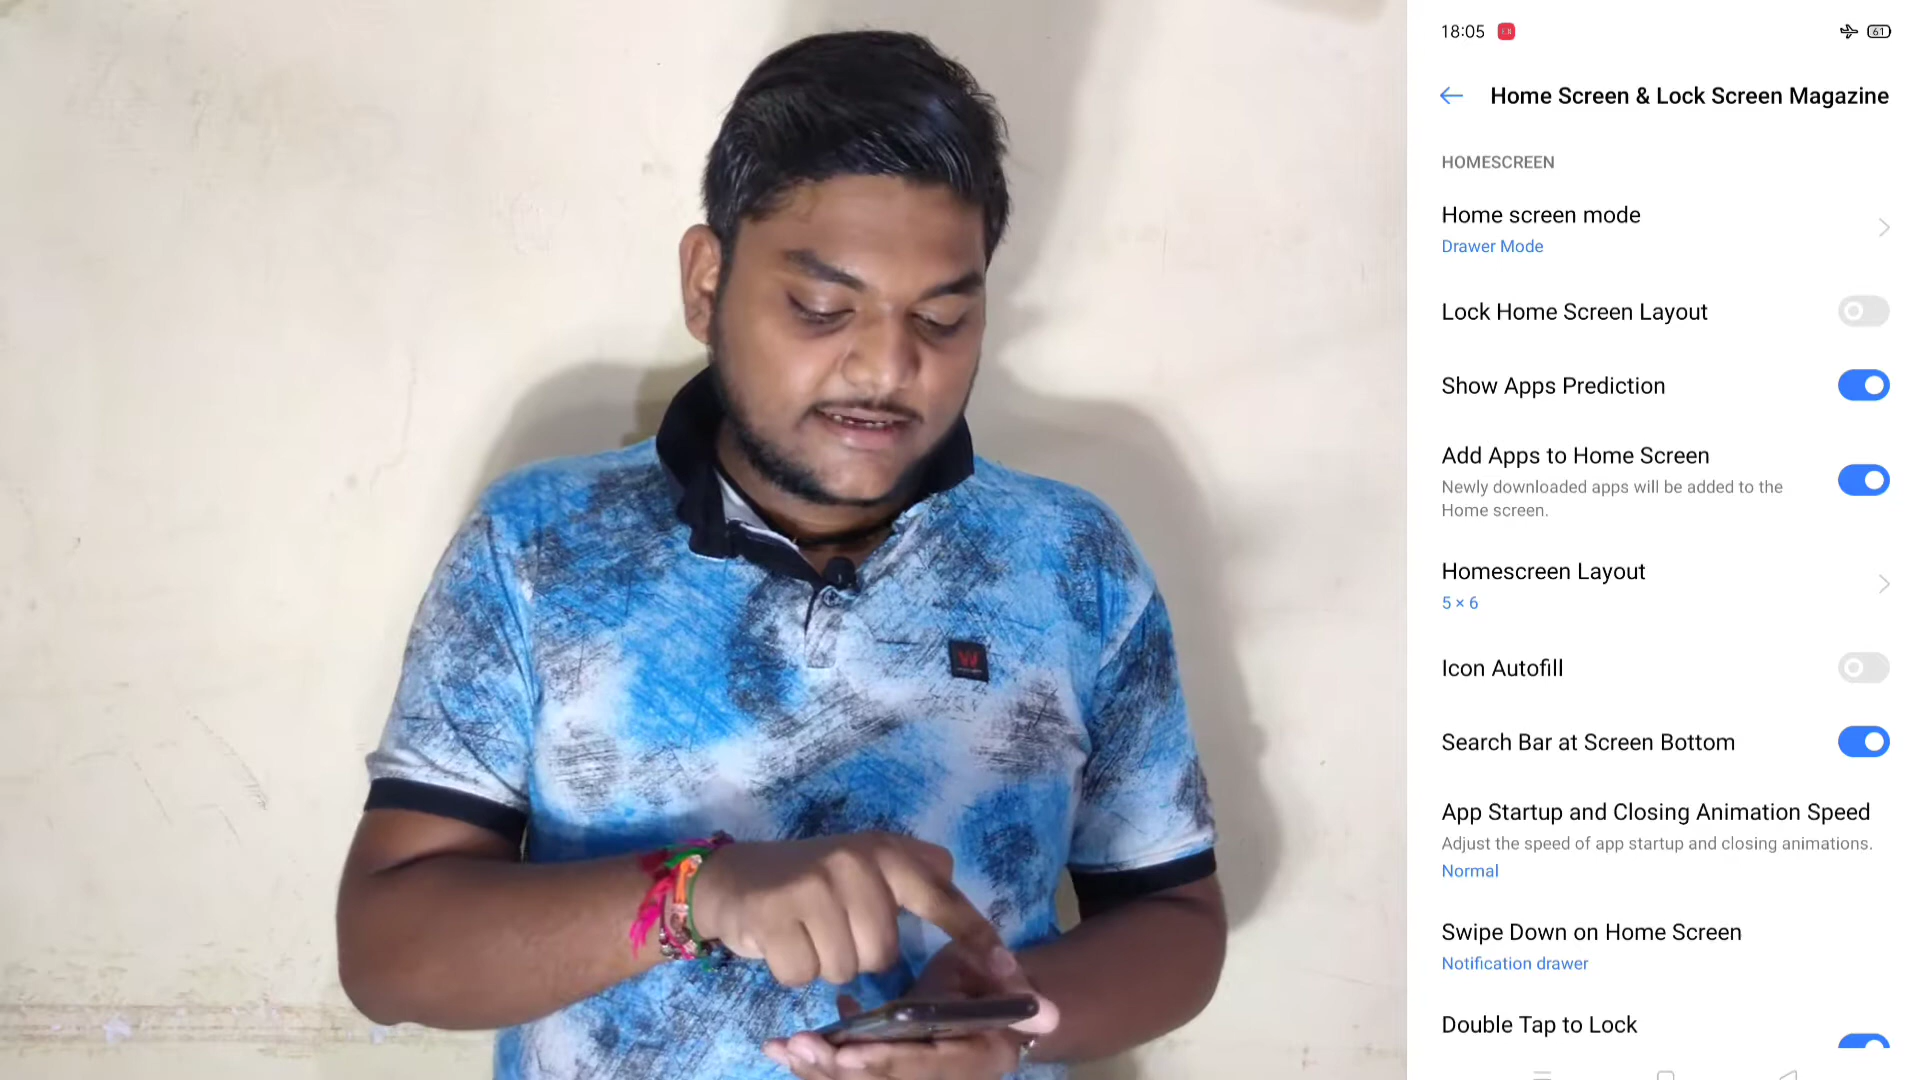 18:05
61
Home Screen & Lock Screen Magazine
HOMESCREEN
Home screen mode
Drawer Mode
Lock Home Screen Layout
Show Apps Prediction
Add Apps to Home Screen
Newly downloaded apps will be added to the
Home screen.
Homescreen Layout
5 × 6
Icon Autofill
Search Bar at Screen Bottom
App Startup and Closing Animation Speed
Adjust the speed of app startup and closing animations.
Normal
Swipe Down on Home Screen
Notification drawer
Double Tap to Lock
W